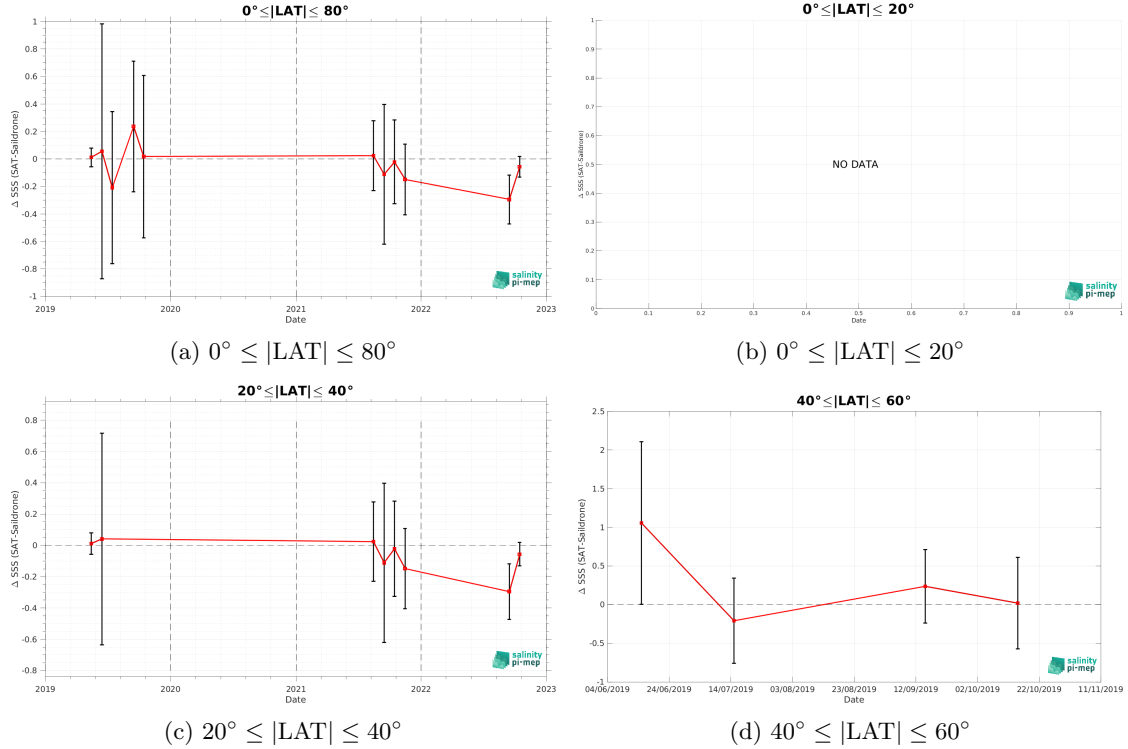 0°≤|LAT|≤ 80°
1
0.8
0.6
0.4
0.2
0
-0.2
-0.4
-0.6
-0.8
-1
Δ SSS (SAT-Saildrone)
2019
2020
2021
2022
2023
Date
salinity
pi-mep
(a) 0° ≤ |LAT| ≤ 80°
0°≤|LAT|≤ 20°
1
0.9
0.8
0.7
0.6
0.5
0.4
0.3
0.2
0.1
0
Δ SSS (SAT-Saildrone)
NO DATA
0
0.1
0.2
0.3
0.4
0.5
0.6
0.7
0.8
0.9
1
Date
salinity
pi-mep
(b) 0° ≤ |LAT| ≤ 20°
20°≤|LAT|≤ 40°
0.8
0.6
0.4
0.2
0
-0.2
-0.4
-0.6
-0.8
Δ SSS (SAT-Saildrone)
2019
2020
2021
2022
2023
Date
salinity
pi-mep
(c) 20° ≤ |LAT| ≤ 40°
40°≤|LAT|≤ 60°
2.5
2
1.5
1
0.5
0
-0.5
-1
Δ SSS (SAT-Saildrone)
04/06/2019
24/06/2019
14/07/2019
03/08/2019
23/08/2019
12/09/2019
02/10/2019
22/10/2019
11/11/2019
Date
salinity
pi-mep
(d) 40° ≤ |LAT| ≤ 60°